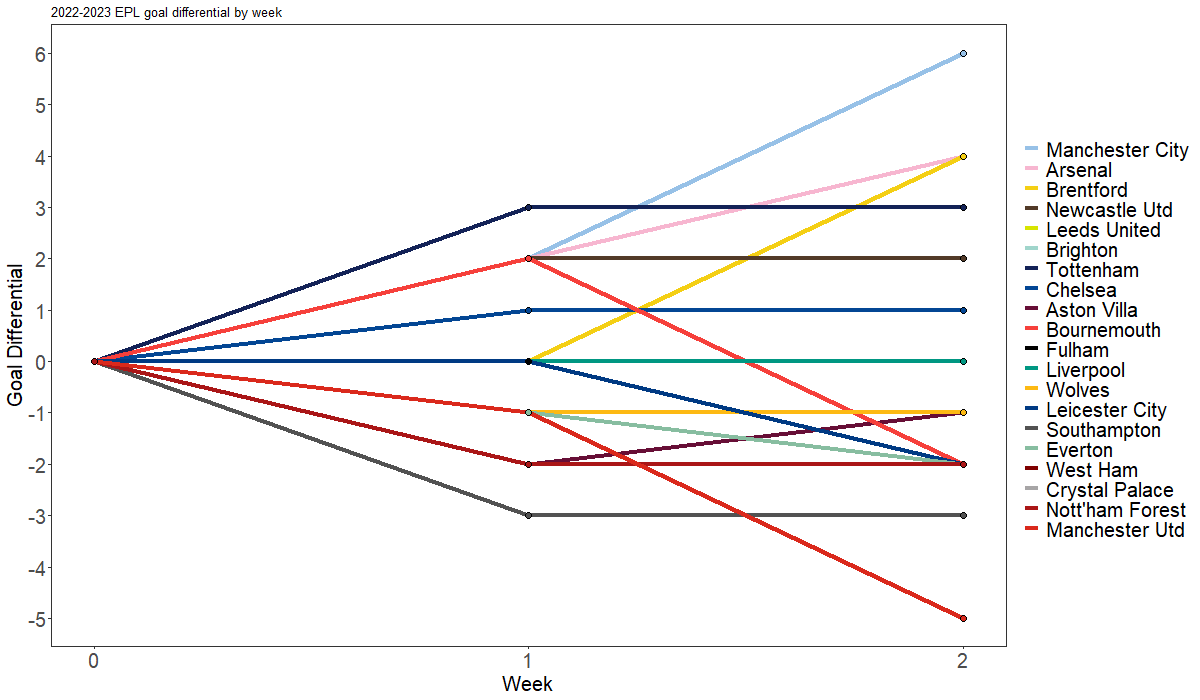 2022-2023 EPL goal differential by week
Goal Differential
6
5
4
3
2
1
0
-1
-2
-3
-4
-5
0
1
2
Week
Manchester City
Arsenal
Brentford
Newcastle Utd
Leeds United
Brighton
Tottenham
Chelsea
Aston Villa
Bournemouth
Fulham
Liverpool
Wolves
Leicester City
Southampton
Everton
West Ham
Crystal Palace
Nott'ham Forest
Manchester Utd